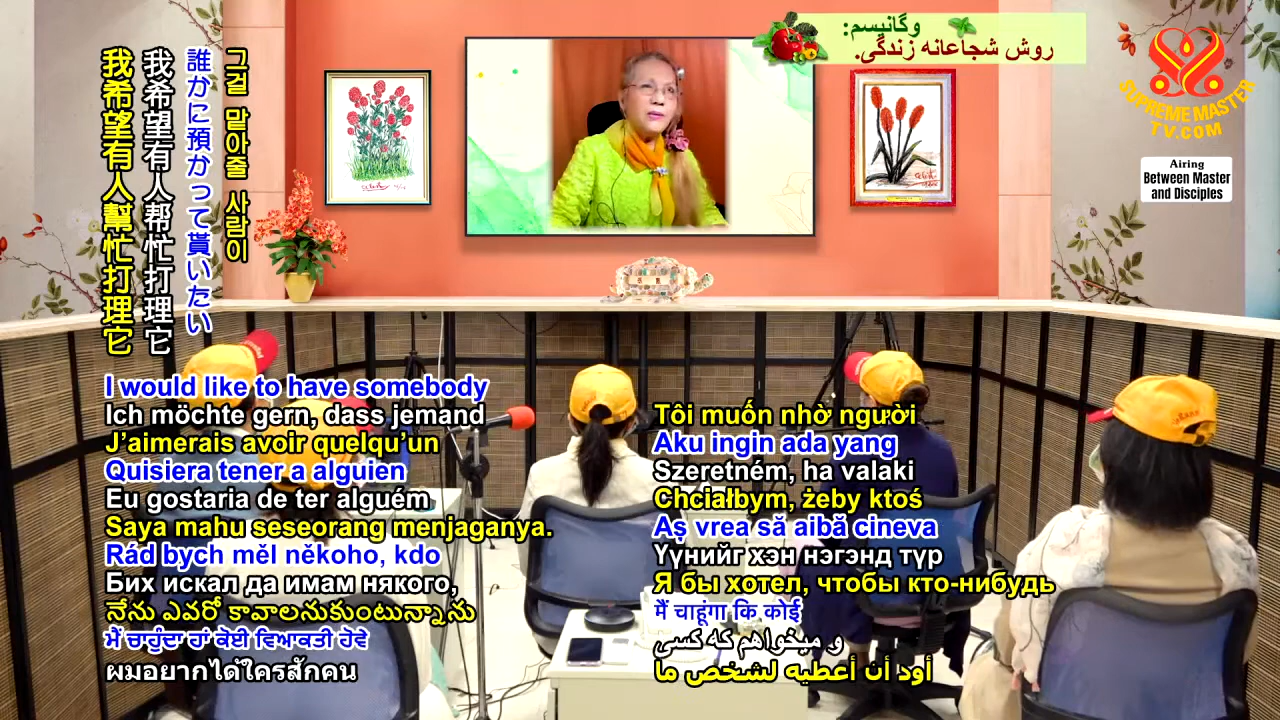 وگانیسم:
روش شجاعانه زندگی.
SUPREME MASTER
TV.COM
Airing
Between Master
and Disciples
그걸 맡아줄 사람이
誰かに預かって貰いたい
我希望有人帮忙打理它
我希望有人幫忙打理它
I would like to have somebody
Ich möchte gern, dass jemand
J'aimerais avoir quelqu'un
Quisiera tener a alguien
Eu gostaria de ter alguém
Saya mahu seseorang menjaganya.
Rád bych měl někoho, kdo
Бих искал да имам някого,
నేను ఎవరో కావాలనుకుంటున్నాను
ਮੈਂ ਚਾਹੁੰਦਾ ਹਾਂ ਕੋਈ ਵਿਆਕਤੀ ਹੋਵੇ
ผมอยากได้ใครสักคน
Tôi muốn nhờ người
Aku ingin ada yang
Szeretném, ha valaki
Chciałbym, żeby ktoś
Aș vrea să aibă cineva
Үүнийг хэн нэгэнд түр
Я бы хотел, чтобы кто-нибудь
मैं चाहूंगा कि कोई
و میخواهم که کسی
أود أن أعطيه لشخص ما